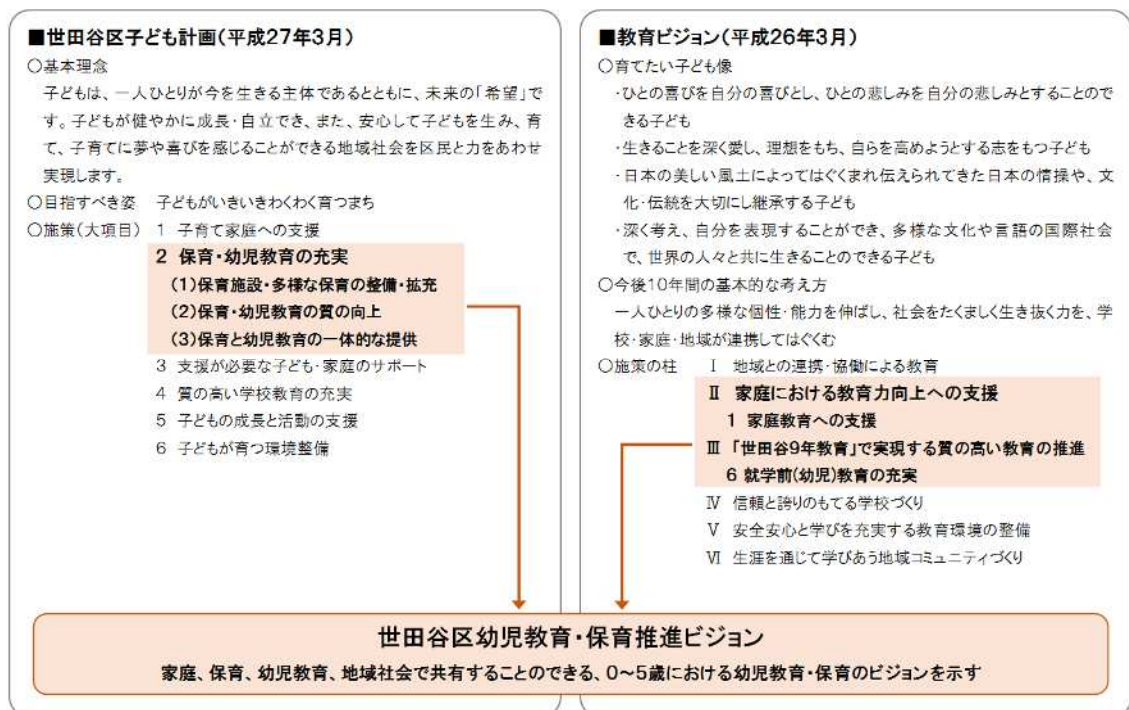 ■世田谷区子ども計画(平成27年3月)
○基本理念
子どもは、一人ひとりが今を生きる主体であるとともに、未来の「希望」で
す。子どもが健やかに成長・自立でき、また、安心して子どもを生み、育
て、子育てに夢や喜びを感じることができる地域社会を区民と力をあわせ
実現します。
○目指すべき姿 子どもがいきいきわくわく育つまち
○施策(大項目) 1 子育て家庭への支援
2 保育・幼児教育の充実
(1)保育施設・多様な保育の整備・拡充
(2)保育・幼児教育の質の向上
(3)保育と幼児教育の一体的な提供
3 支援が必要な子ども・家庭のサポート
4 質の高い学校教育の充実
5 子どもの成長と活動の支援
6 子どもが育つ環境整備
■教育ビジョン(平成26年3月)
○育てたい子ども像
・ひとの喜びを自分の喜びとし、ひとの悲しみを自分の悲しみとすることので
きる子ども
・生きることを深く愛し、理想をもち、自らを高めようとする志をもつ子ども
・日本の美しい風土によってはぐくまれ伝えられてきた日本の情操や、文
化・伝統を大切にし継承する子ども
・深く考え、自分を表現することができ、多様な文化や言語の国際社会
で、世界の人々と共に生きることのできる子ども
○今後10年間の基本的な考え方
一人ひとりの多様な個性・能力を伸ばし、社会をたくましく生き抜く力を、学
校・家庭・地域が連携してはぐくむ
○施策の柱 Ⅰ 地域との連携・協働による教育
Ⅱ 家庭における教育力向上への支援
1 家庭教育への支援
Ⅲ 「世田谷9年教育」で実現する質の高い教育の推進
6 就学前(幼児)教育の充実
Ⅳ 信頼と誇りのもてる学校づくり
Ⅴ 安全安心と学びを充実する教育環境の整備
Ⅵ 生涯を通じて学びあう地域コミュニティづくり
世田谷区幼児教育・保育推進ビジョン
家庭、保育、幼児教育、地域社会で共有することのできる、0～5歳における幼児教育・保育のビジョンを示す